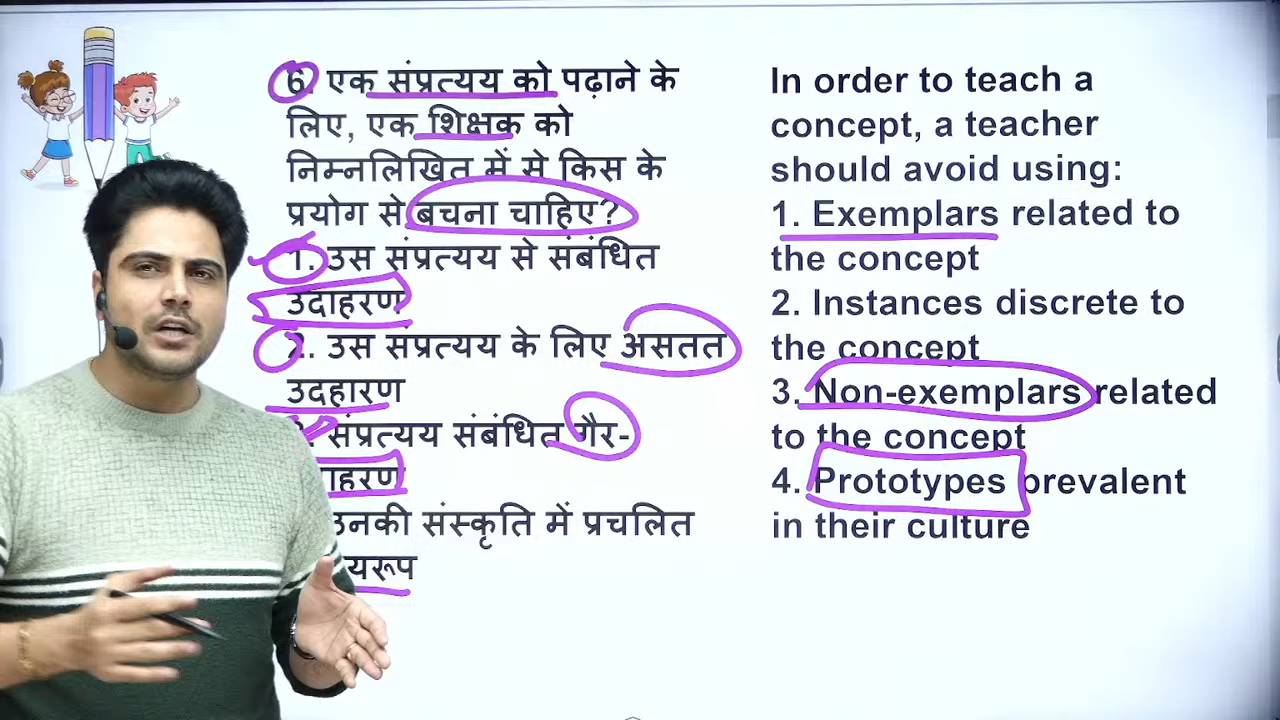 6. एक संप्रत्यय को पढ़ाने के
लिए, एक शिक्षक को
निम्नलिखित में से किस के
प्रयोग से बचना चाहिए?
1. उस संप्रत्यय से संबंधित
उदाहरण
2. उस संप्रत्यय के लिए असतत
उदहारण
संप्रत्यय संबंधित गैर-
उनकी संस्कृति में प्रचलित
In order to teach a
concept, a teacher
should avoid using:
1. Exemplars related to
the concept
2. Instances discrete to
the concept
3. Non-exemplars related
to the concept
4. Prototypes prevalent
in their culture